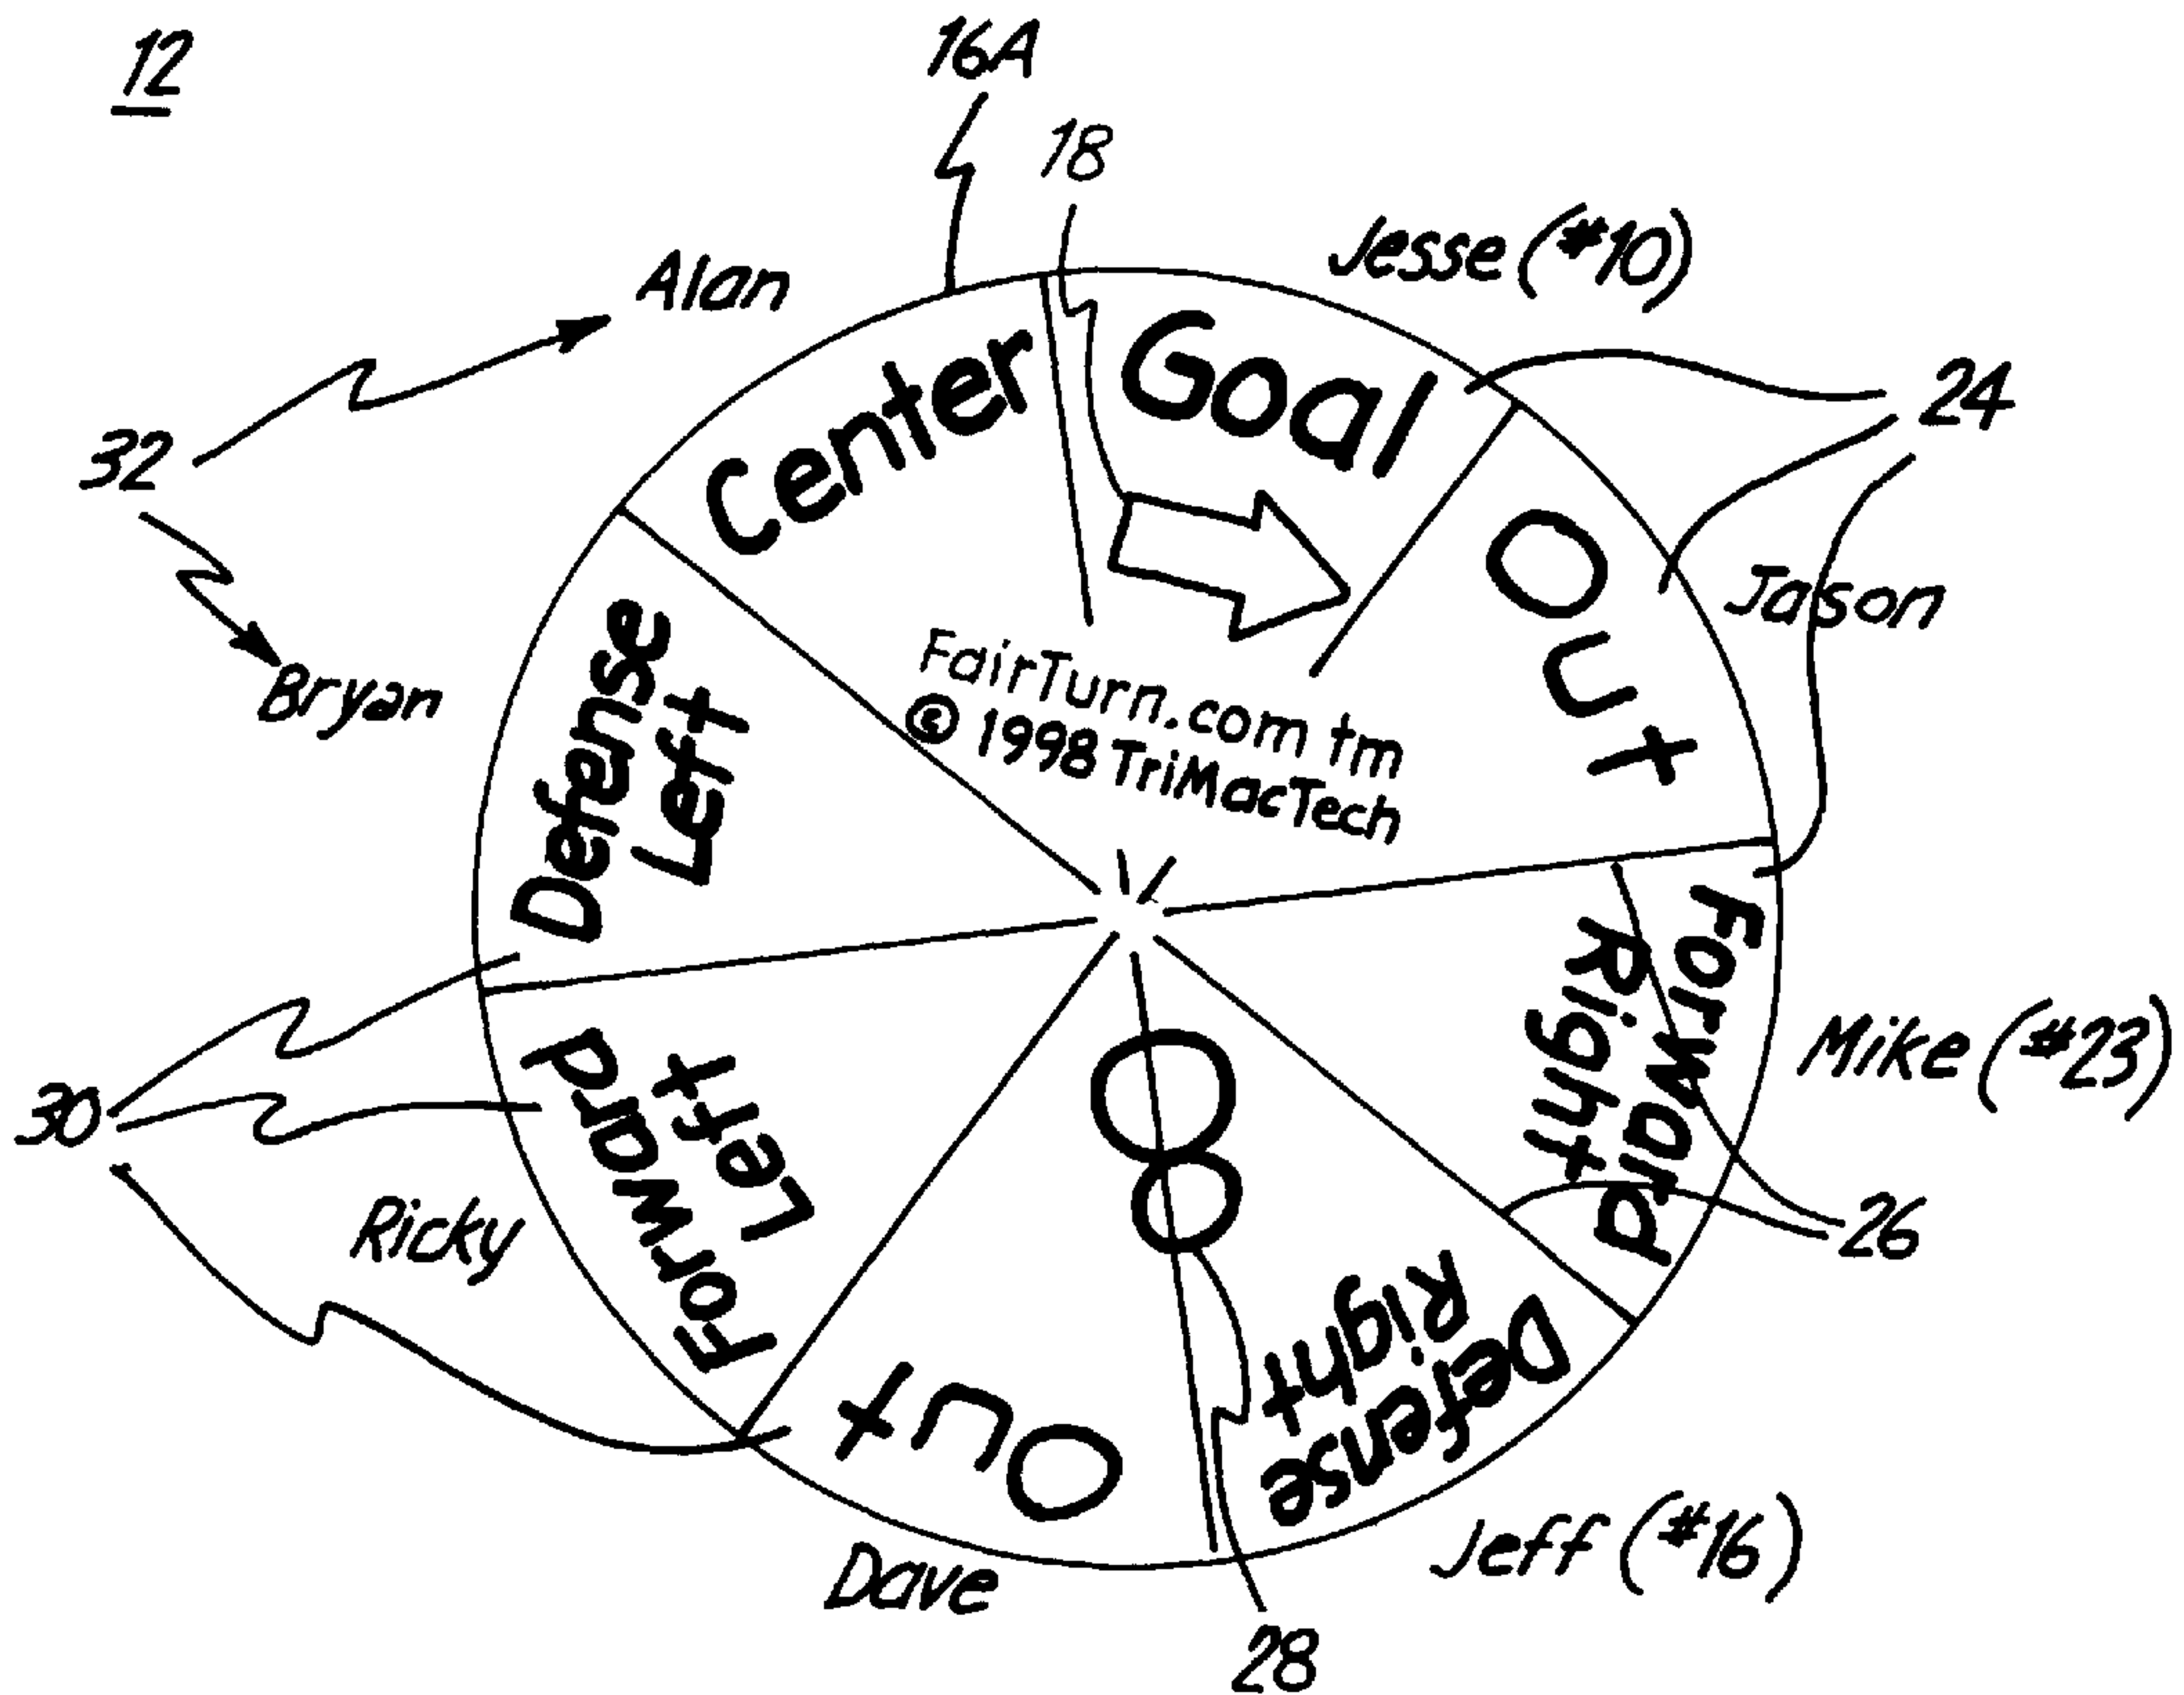 12
16A
18
Jesse (#10)
Alan
24
32
Center
Goal
Out
Jason
Bryan
Defense
Left
FairTurn.com tm
© 1998 TriMacTech
Forward
Right
Mike (#23)
30
8
Forward
Left
Ricky
26
Defense
Right
Out
Dave
Jeff (#16)
28